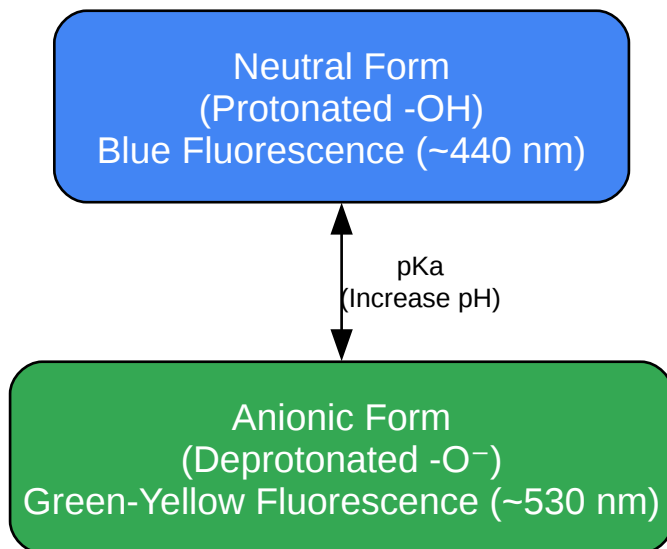 Neutral Form
(Protonated -OH)
Blue Fluorescence (~440 nm)
pKa
(Increase pH)
Anionic Form
(Deprotonated -O⁻)
Green-Yellow Fluorescence (~530 nm)